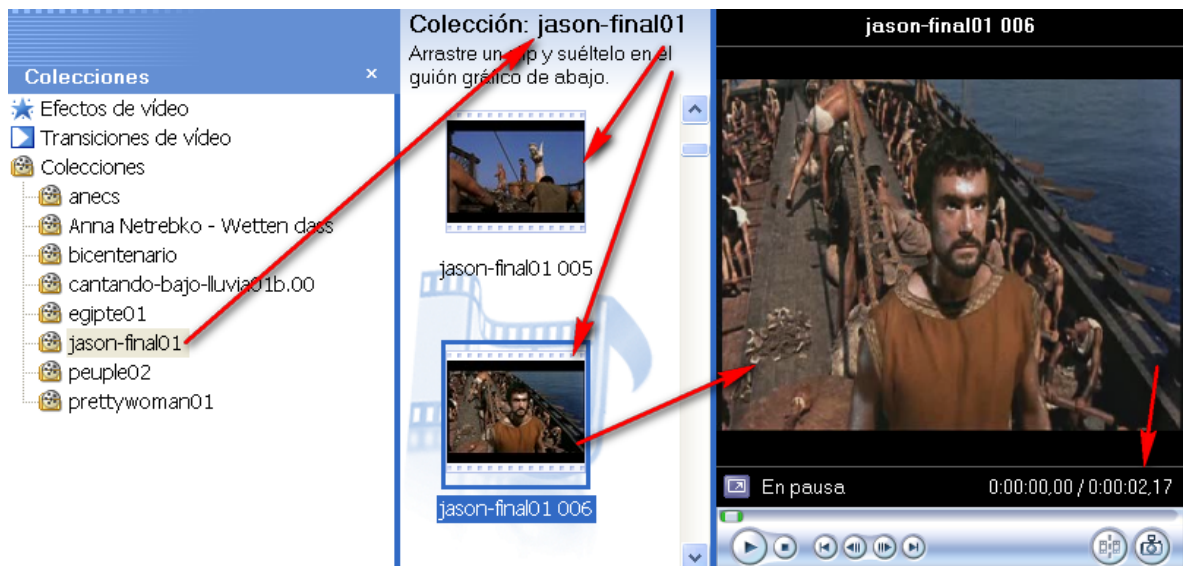 Colecciones
Efectos de vídeo
Transiciones de vídeo
Colecciones
anecs
Anna Netrebko - Wetten dass
bicentenario
cantando-bajo-lluvia01b.00
egipte01
jason-final01
peuple02
prettywoman01
Colección: jason-final01
Arrastre un clip y suéltelo en el
guión gráfico de abajo.
jason-final01 005
jason-final01 006
jason-final01 006
En pausa
0:00:00,00 / 0:00:02,17